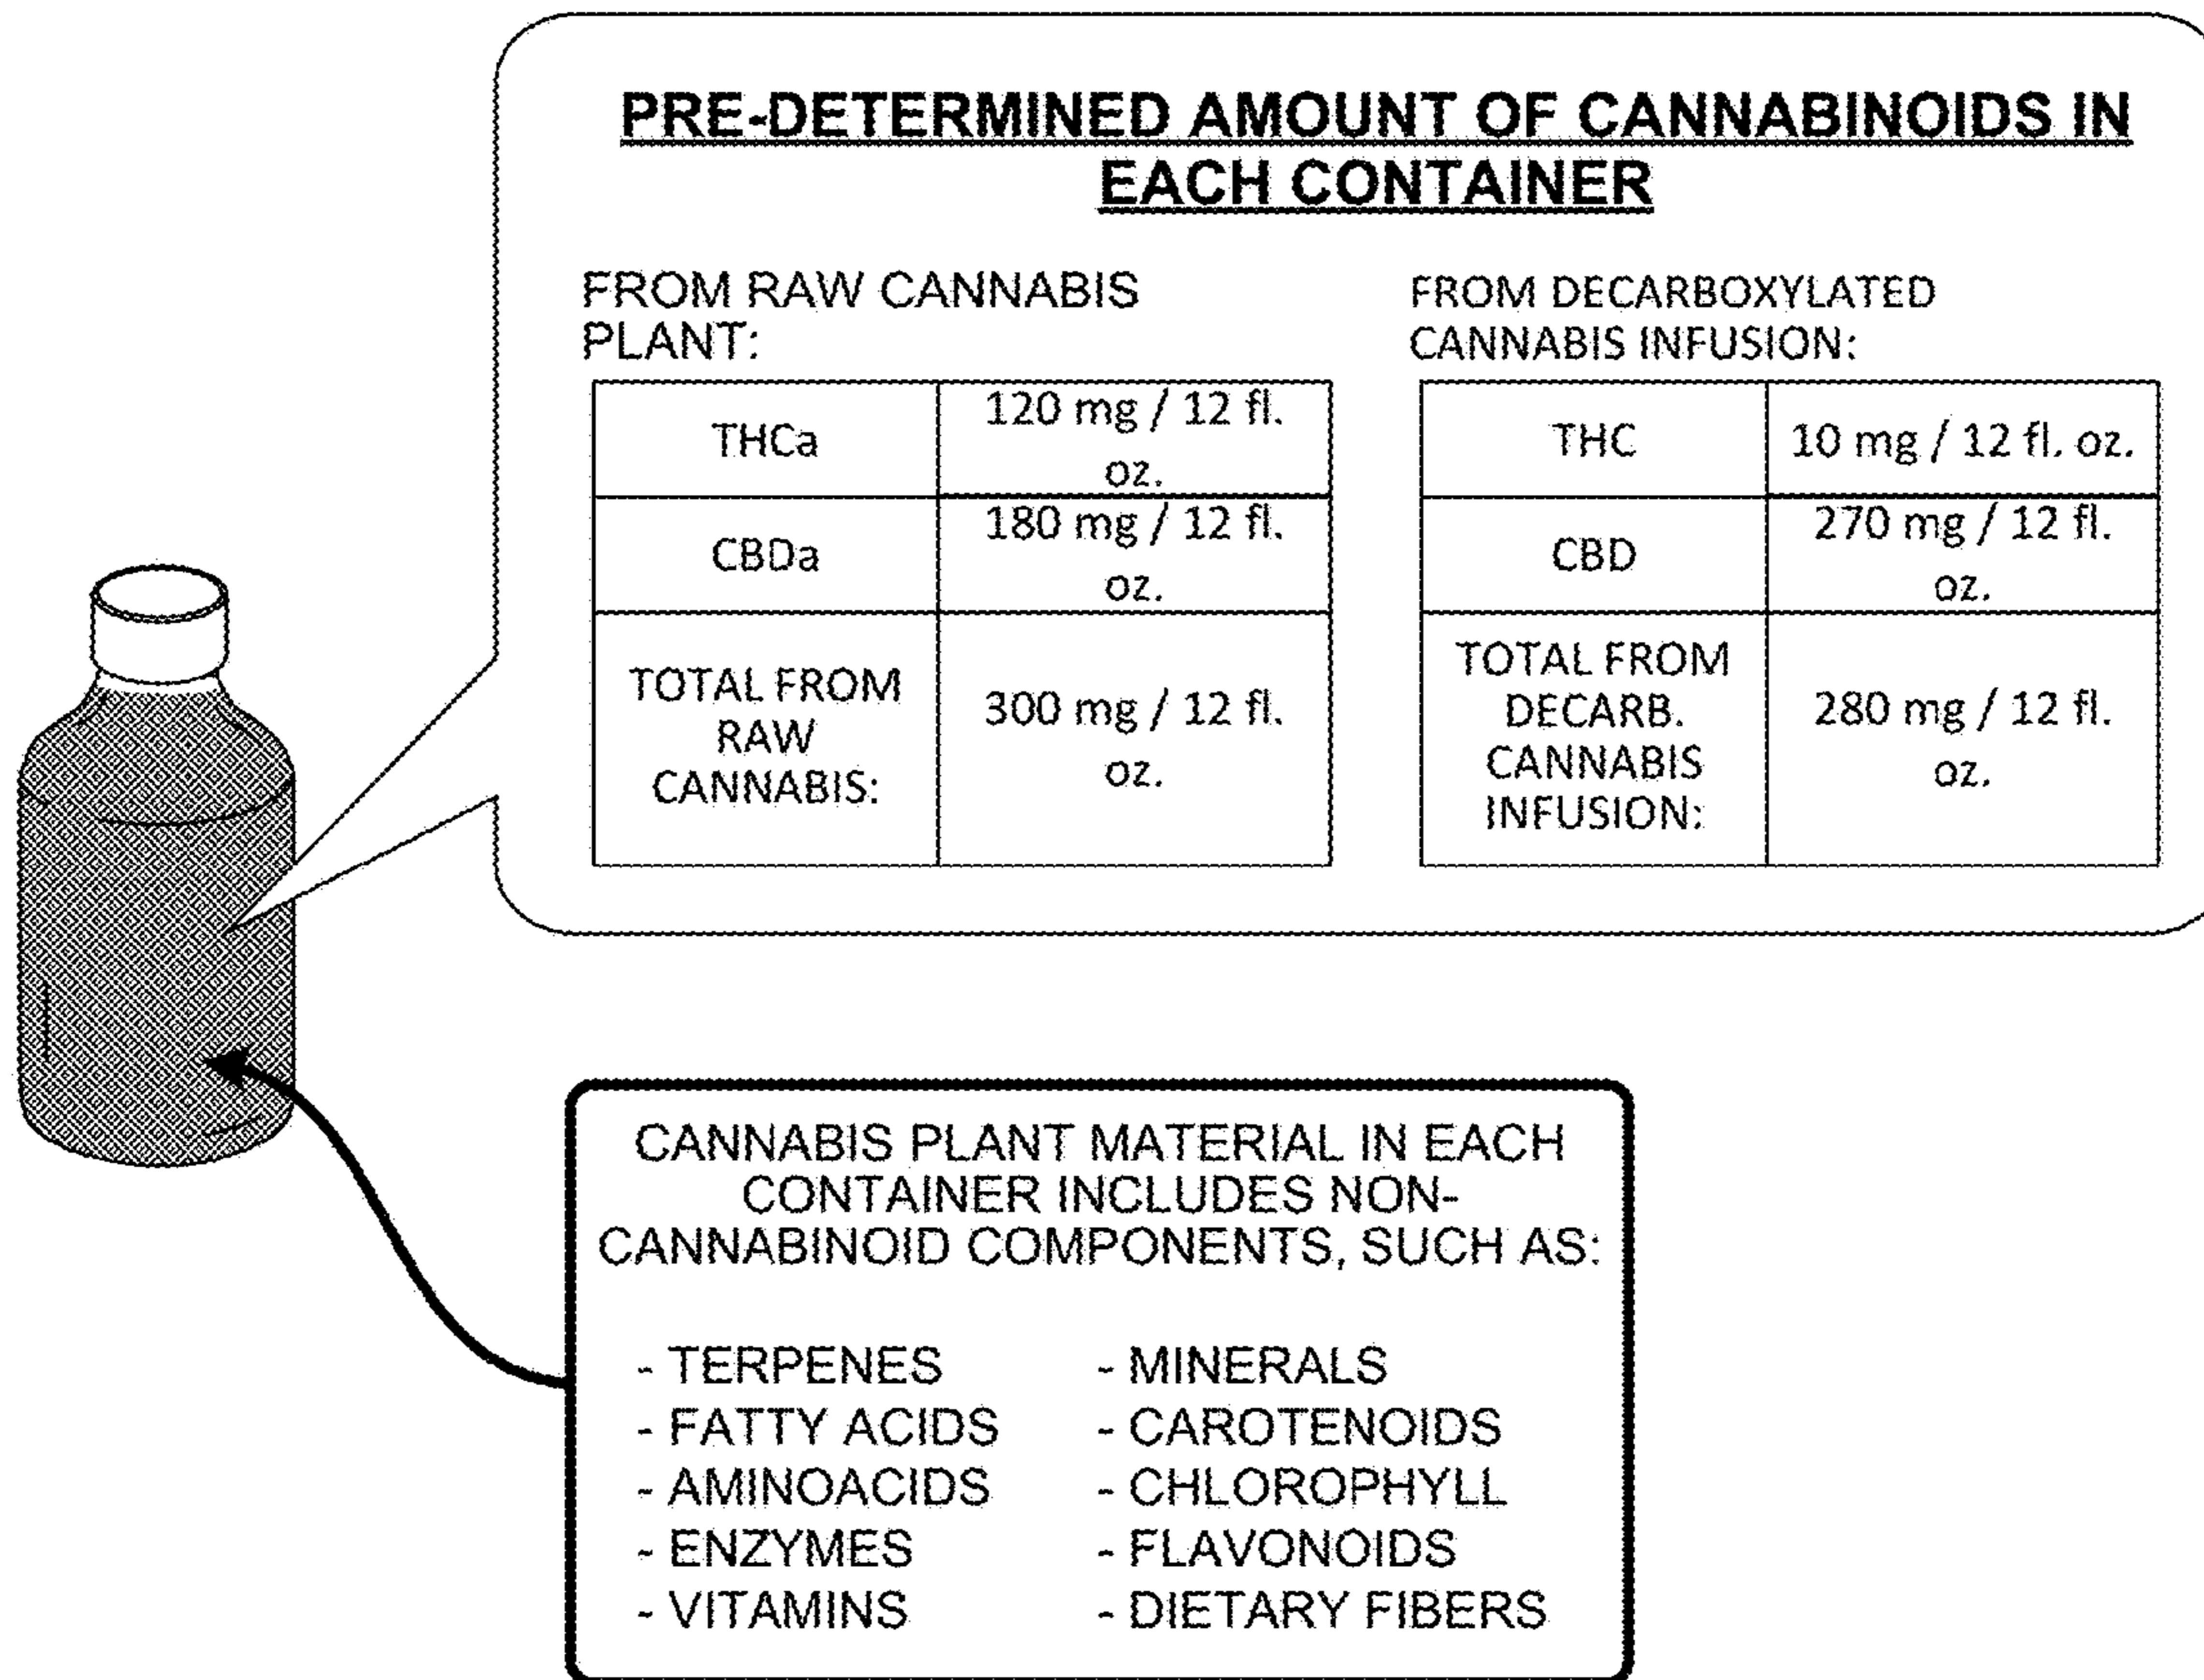 PRE-DETERMINED AMOUNT OF CANNABINOIDS IN
EACH CONTAINER
FROM RAW CANNABIS
PLANT:
THCa
120 mg / 12 fl.
oz.
CBDa
180 mg / 12 fl.
oz.
TOTAL FROM
RAW
CANNABIS:
300 mg / 12 fl.
oz.
FROM DECARBOXYLATED
CANNABIS INFUSION:
THC
10 mg / 12 fl. oz.
CBD
270 mg / 12 fl.
oz.
TOTAL FROM
DECARB.
CANNABIS
INFUSION:
280 mg / 12 fl.
oz.
CANNABIS PLANT MATERIAL IN EACH
CONTAINER INCLUDES NON-
CANNABINOID COMPONENTS, SUCH AS:
- TERPENES
- FATTY ACIDS
- AMINOACIDS
- ENZYMES
- VITAMINS
- MINERALS
- CAROTENOIDS
- CHLOROPHYLL
- FLAVONOIDS
- DIETARY FIBERS